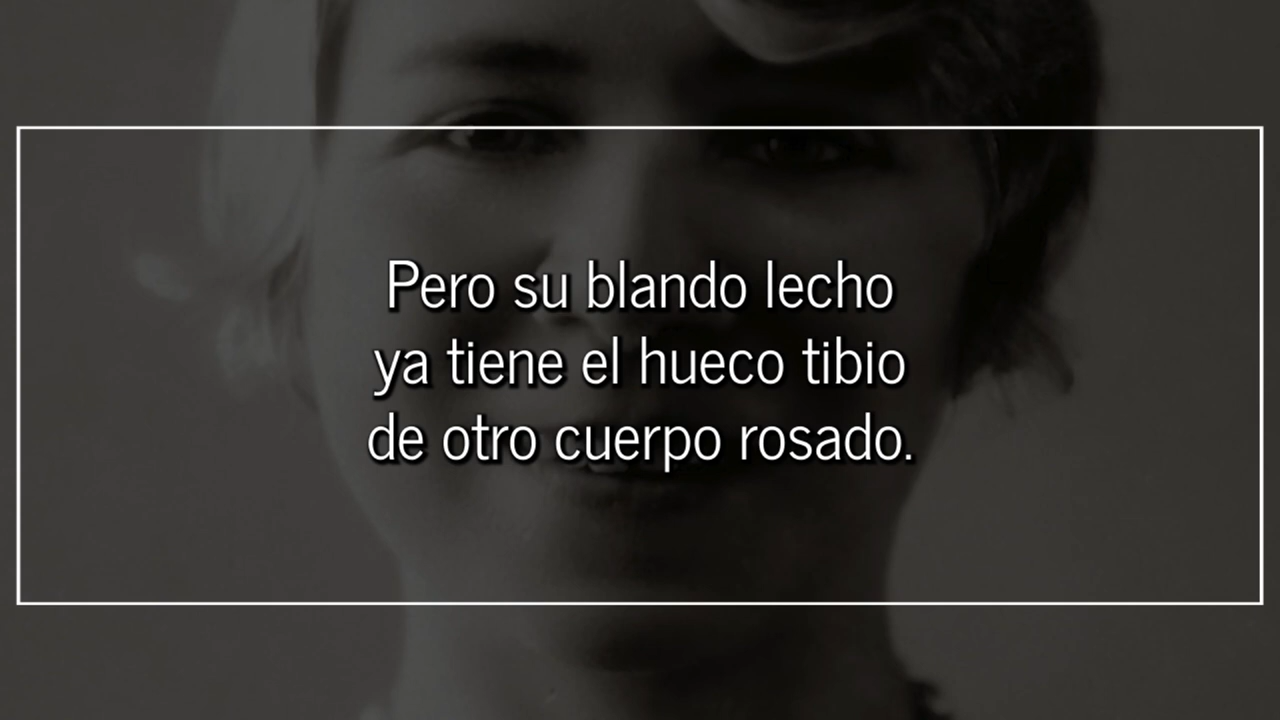 Pero su blando lecho
ya tiene el hueco tibio
de otro cuerpo rosado.